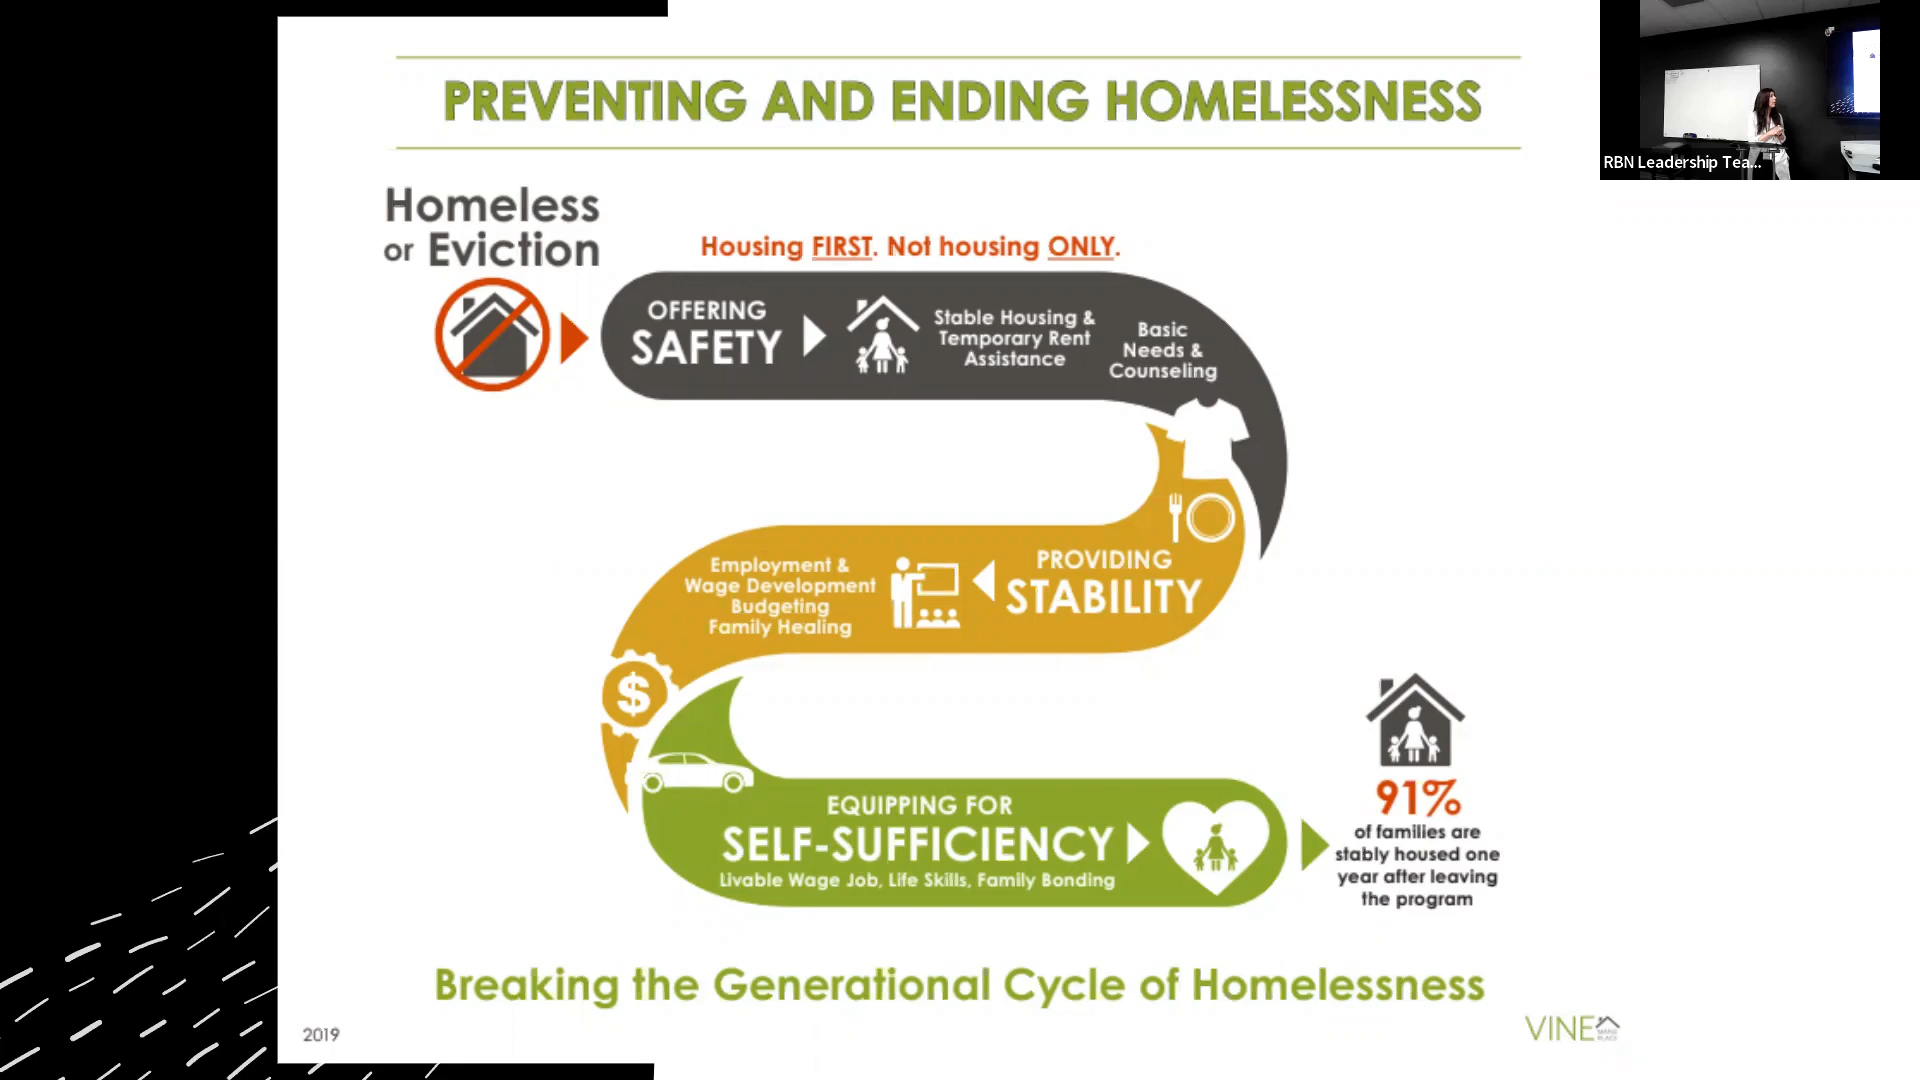 PREVENTING AND ENDING HOMELESSNESS
RBN Leadership Tea...
Homeless
or Eviction
Housing FIRST. Not housing ONLY.
OFFERING
SAFETY
Stable Housing &
Temporary Rent
Assistance
Basic
Needs &
Counseling
PROVIDING
STABILITY
Employment &
Wage Development
Budgeting
Family Healing
$
EQUIPPING FOR
SELF-SUFFICIENCY
Livable Wage Job, Life Skills, Family Bonding
91%
of families are
stably housed one
year after leaving
the program
Breaking the Generational Cycle of Homelessness
2019
VINE